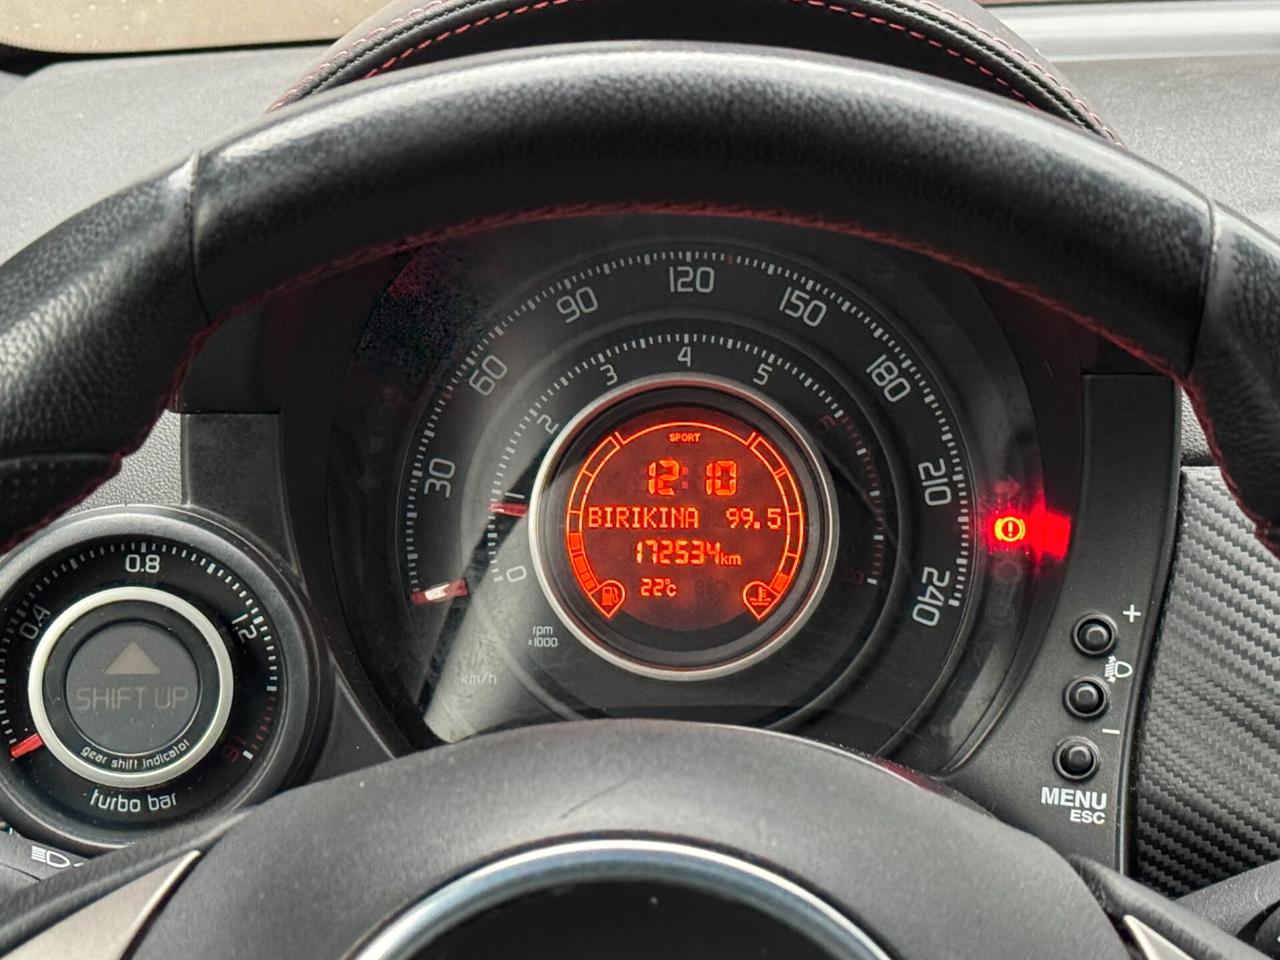 120
90
150
60
180
30
210
240
4
3
5
2
1
0
rpm
x1000
km/h
SPORT
12:10
BIRIKINA 99.5
172534km
22°c
0.8
0.4
1.2
SHIFT UP
gear shift indicator
turbo bar
+
−
MENU
ESC